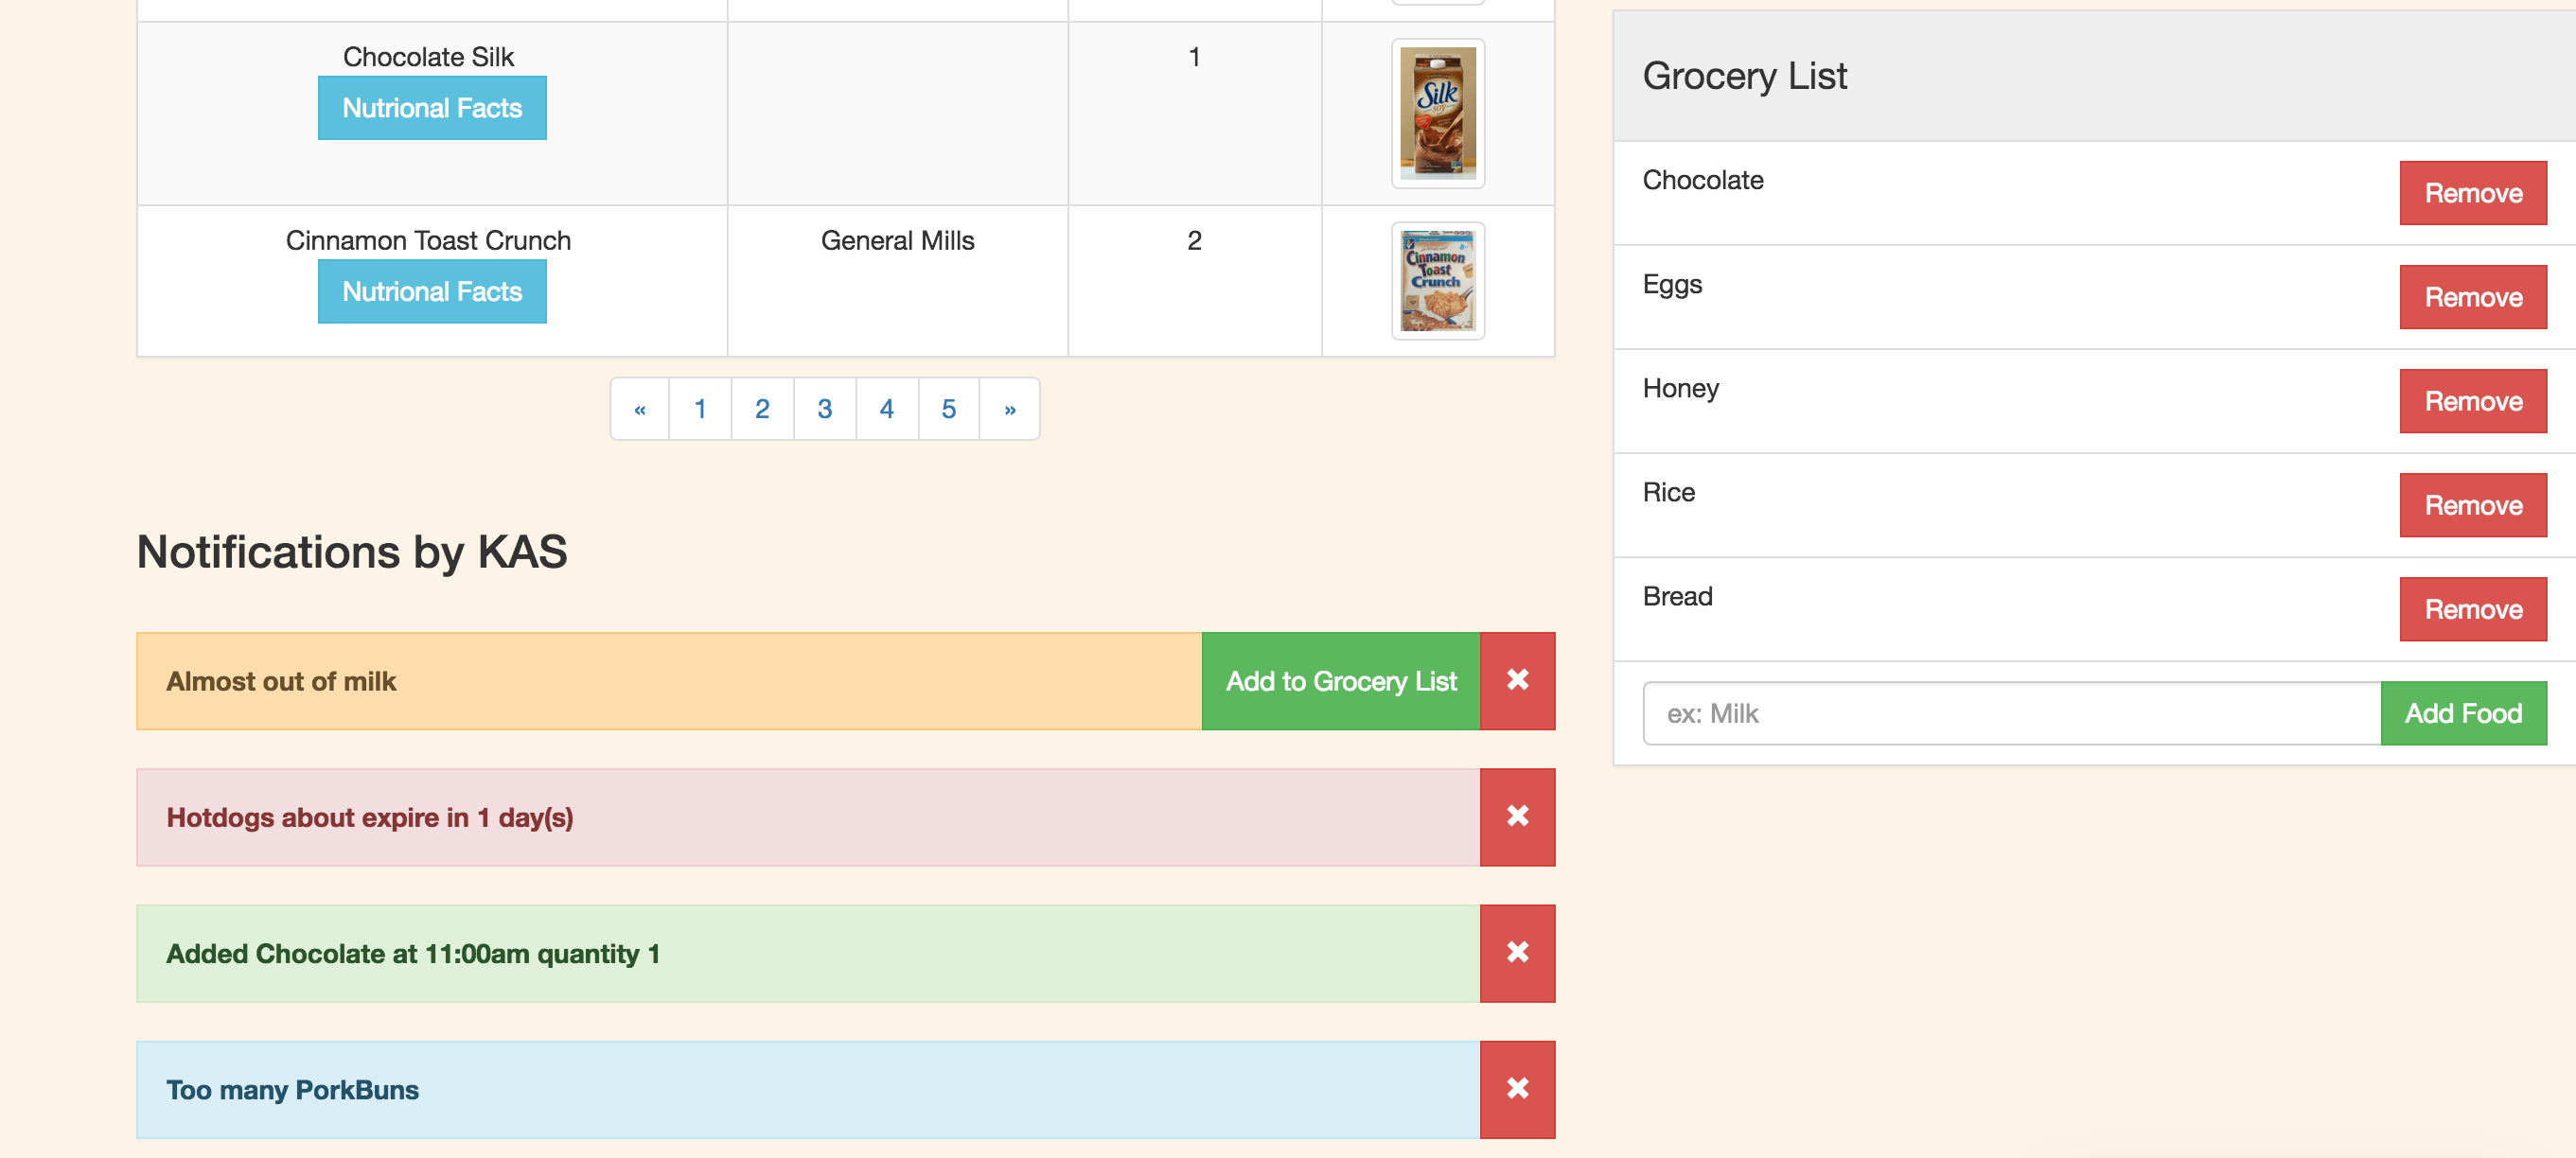 Chocolate Silk
1
Nutrional Facts
Silk
SOY
Cinnamon Toast Crunch
General Mills
2
Nutrional Facts
Cinnamon
Toast
Crunch
« 1 2 3 4 5 »
Notifications by KAS
Almost out of milk
Add to Grocery List
✖
Hotdogs about expire in 1 day(s)
✖
Added Chocolate at 11:00am quantity 1
✖
Too many PorkBuns
✖
Grocery List
Chocolate
Remove
Eggs
Remove
Honey
Remove
Rice
Remove
Bread
Remove
ex: Milk
Add Food